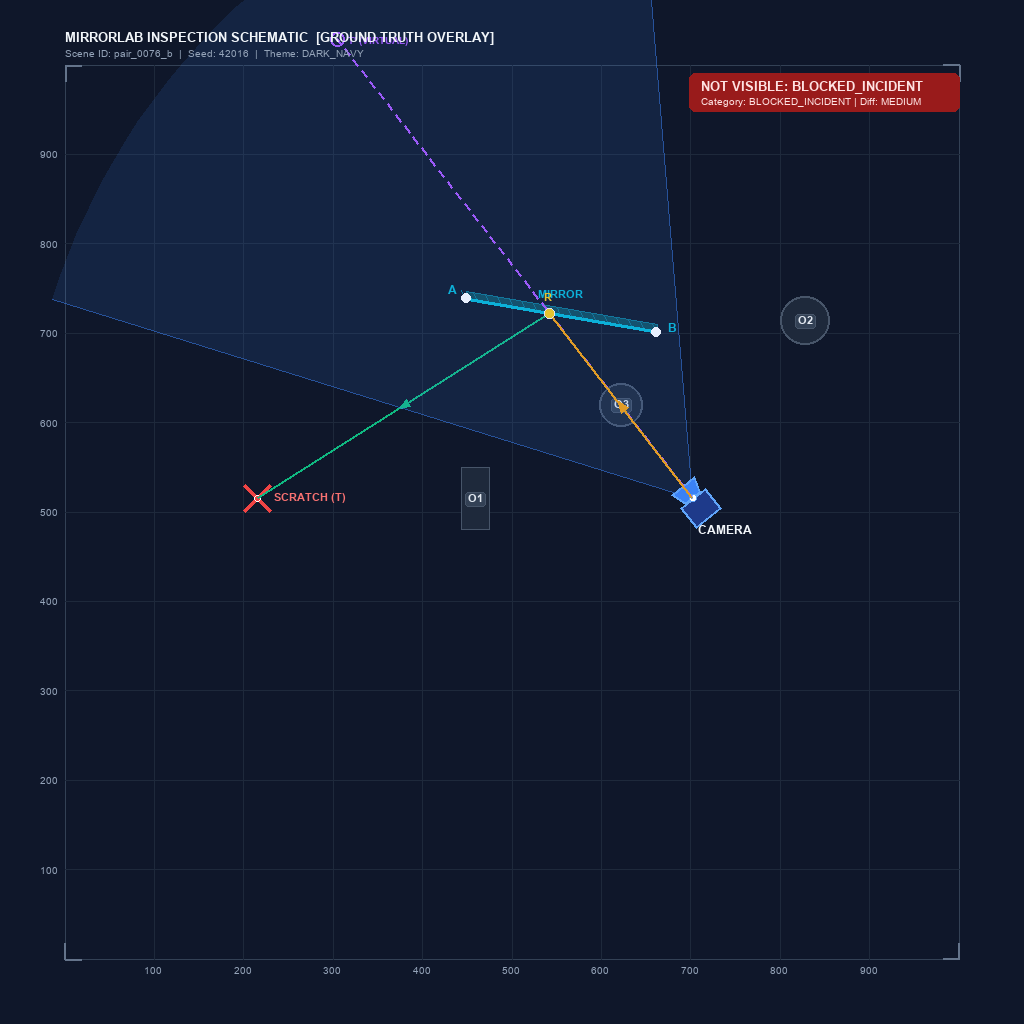 MIRRORLAB INSPECTION SCHEMATIC [GROUND TRUTH OVERLAY]
Scene ID: pair_0076_b | Seed: 42016 | Theme: DARK_NAVY
NOT VISIBLE: BLOCKED_INCIDENT
Category: BLOCKED_INCIDENT | Diff: MEDIUM
900
800
A
MIRROR
R
B
O2
700
O3
600
SCRATCH (T)
O1
500
CAMERA
400
300
200
100
100 200 300 400 500 600 700 800 900